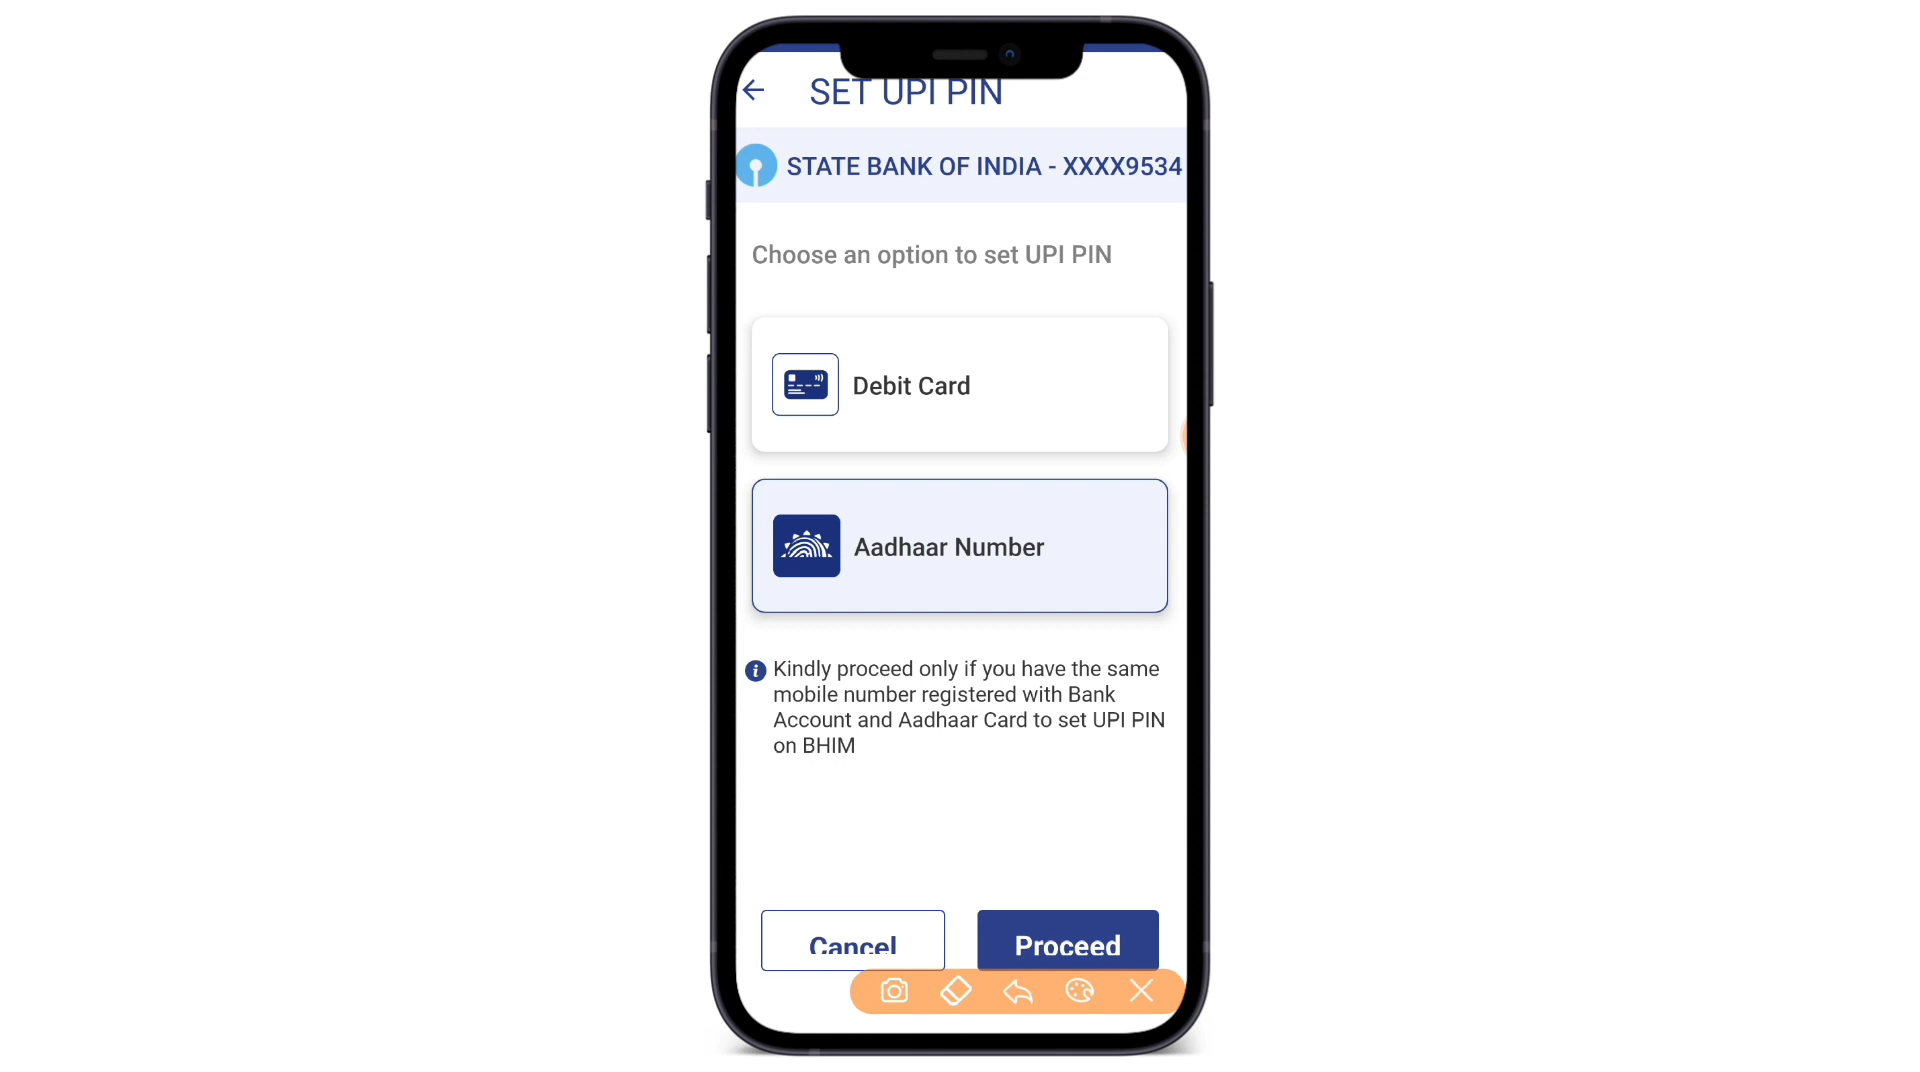 SET UPI PIN
STATE BANK OF INDIA - XXXX9534
Choose an option to set UPI PIN
Debit Card
Aadhaar Number
Kindly proceed only if you have the same
mobile number registered with Bank
Account and Aadhaar Card to set UPI PIN
on BHIM
Cancel
Proceed